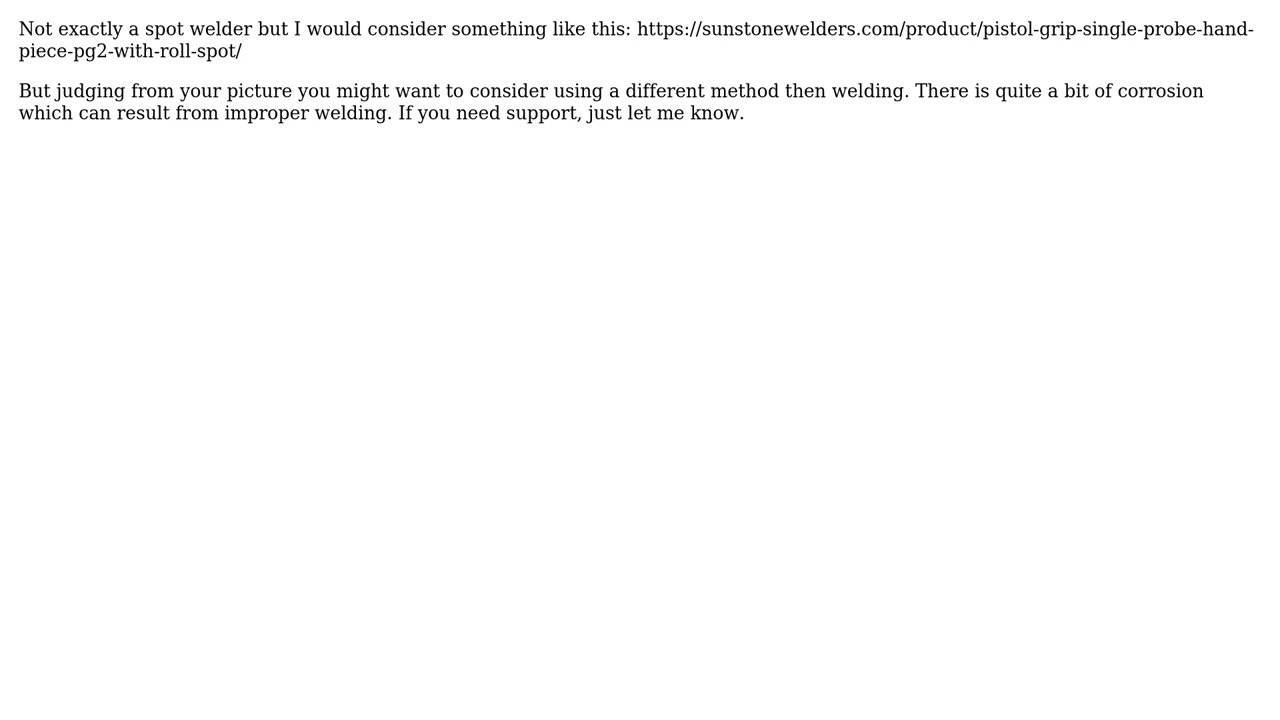 Not exactly a spot welder but I would consider something like this: https://sunstonewelders.com/product/pistol-grip-single-probe-hand-
piece-pg2-with-roll-spot/
But judging from your picture you might want to consider using a different method then welding. There is quite a bit of corrosion
which can result from improper welding. If you need support, just let me know.